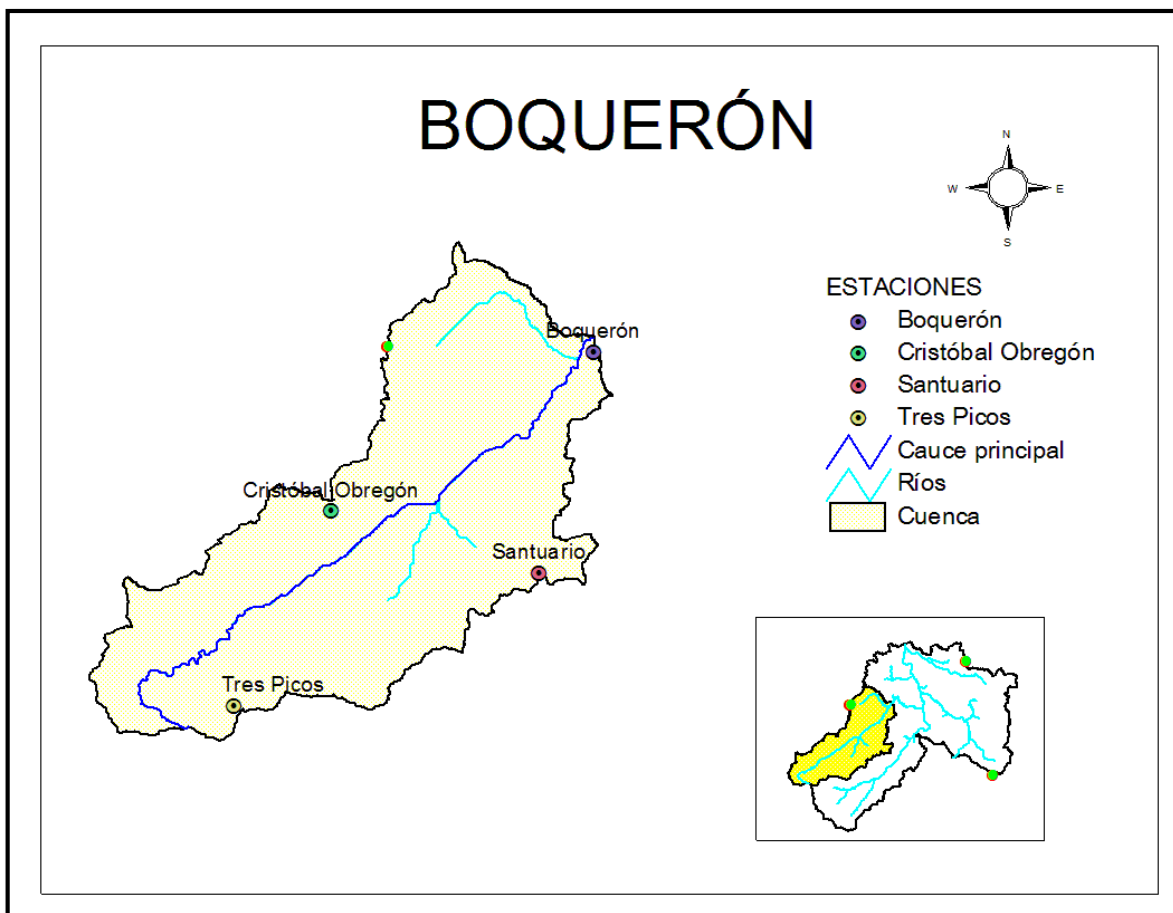 BOQUERÓN
N
W E
S
ESTACIONES
Boquerón
Cristóbal Obregón
Santuario
Tres Picos
Cauce principal
Ríos
Cuenca
Boquerón
Cristóbal Obregón
Santuario
Tres Picos